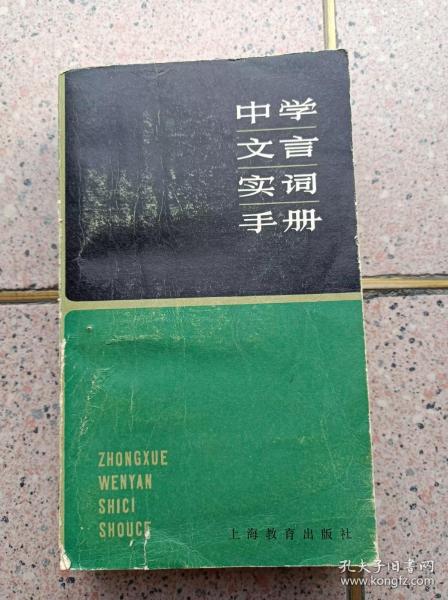 中学
文言
实词
手册
ZHONGXUE
WENYAN
SHICI
SHOUCE
上海教育出版社
孔夫子旧书网
www.kongfz.com